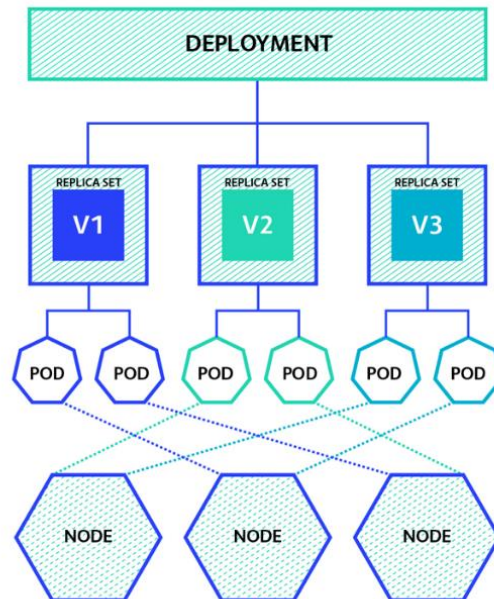 DEPLOYMENT
REPLICA SET
V1
REPLICA SET
V2
REPLICA SET
V3
POD
POD
POD
POD
POD
POD
NODE
NODE
NODE